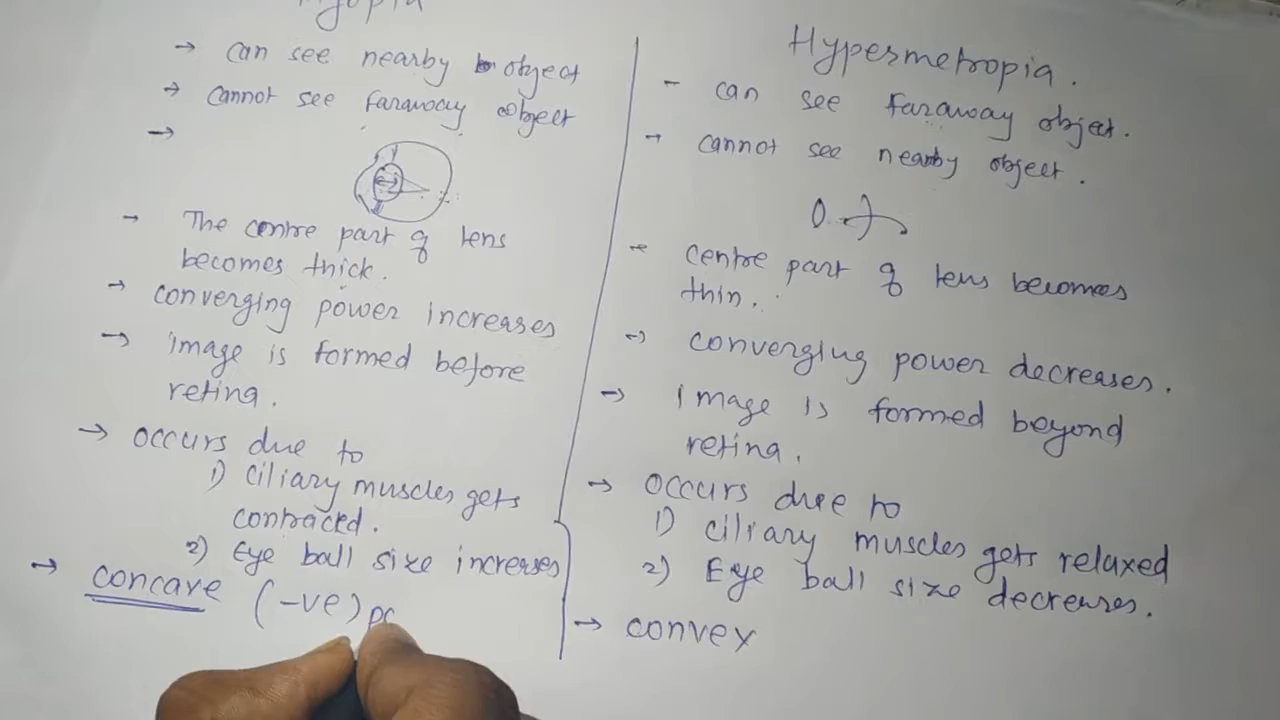 Myopia
→ can see nearby object
→ cannot see faraway object
→
- The centre part of lens
becomes thick.
→ converging power increases
→ image is formed before
retina.
→ occurs due to
1) ciliary muscles gets
contraced.
2) Eye ball size increases
→ concave (-ve) po
Hypermetropia.
- can see faraway object.
→ cannot see nearby object.
- centre part of lens becomes
thin.
→ converging power decreases.
→ image is formed beyond
retina.
→ occurs due to
1) ciliary muscles gets relaxed
2) Eye ball size decreases.
→ convex